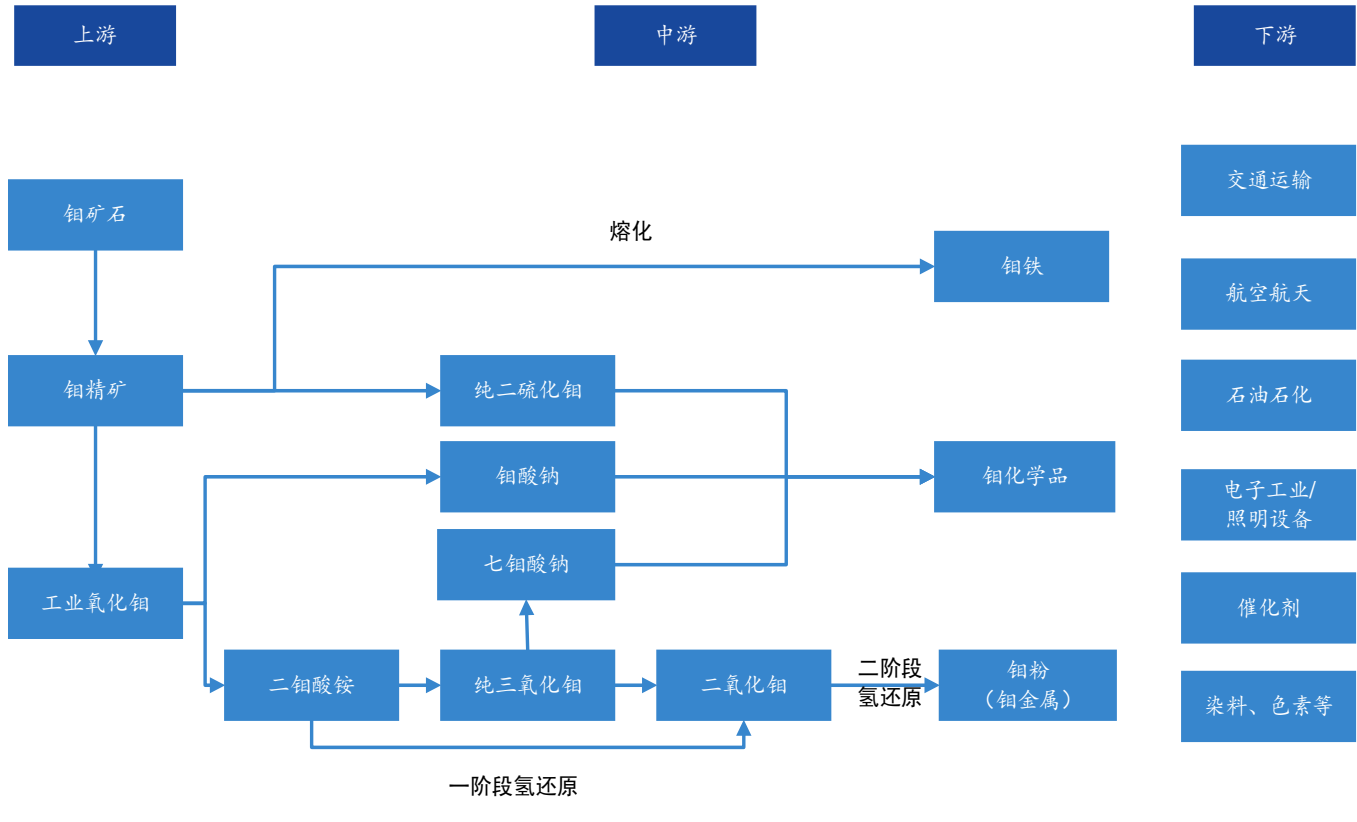 上游
中游
下游
交通运输
钼矿石
熔化
钼铁
航空航天
钼精矿
纯二硫化钼
石油石化
钼酸钠
钼化学品
电子工业/
照明设备
七钼酸钠
工业氧化钼
催化剂
二钼酸铵
纯三氧化钼
二氧化钼
二阶段
氢还原
钼粉
（钼金属）
染料、色素等
一阶段氢还原